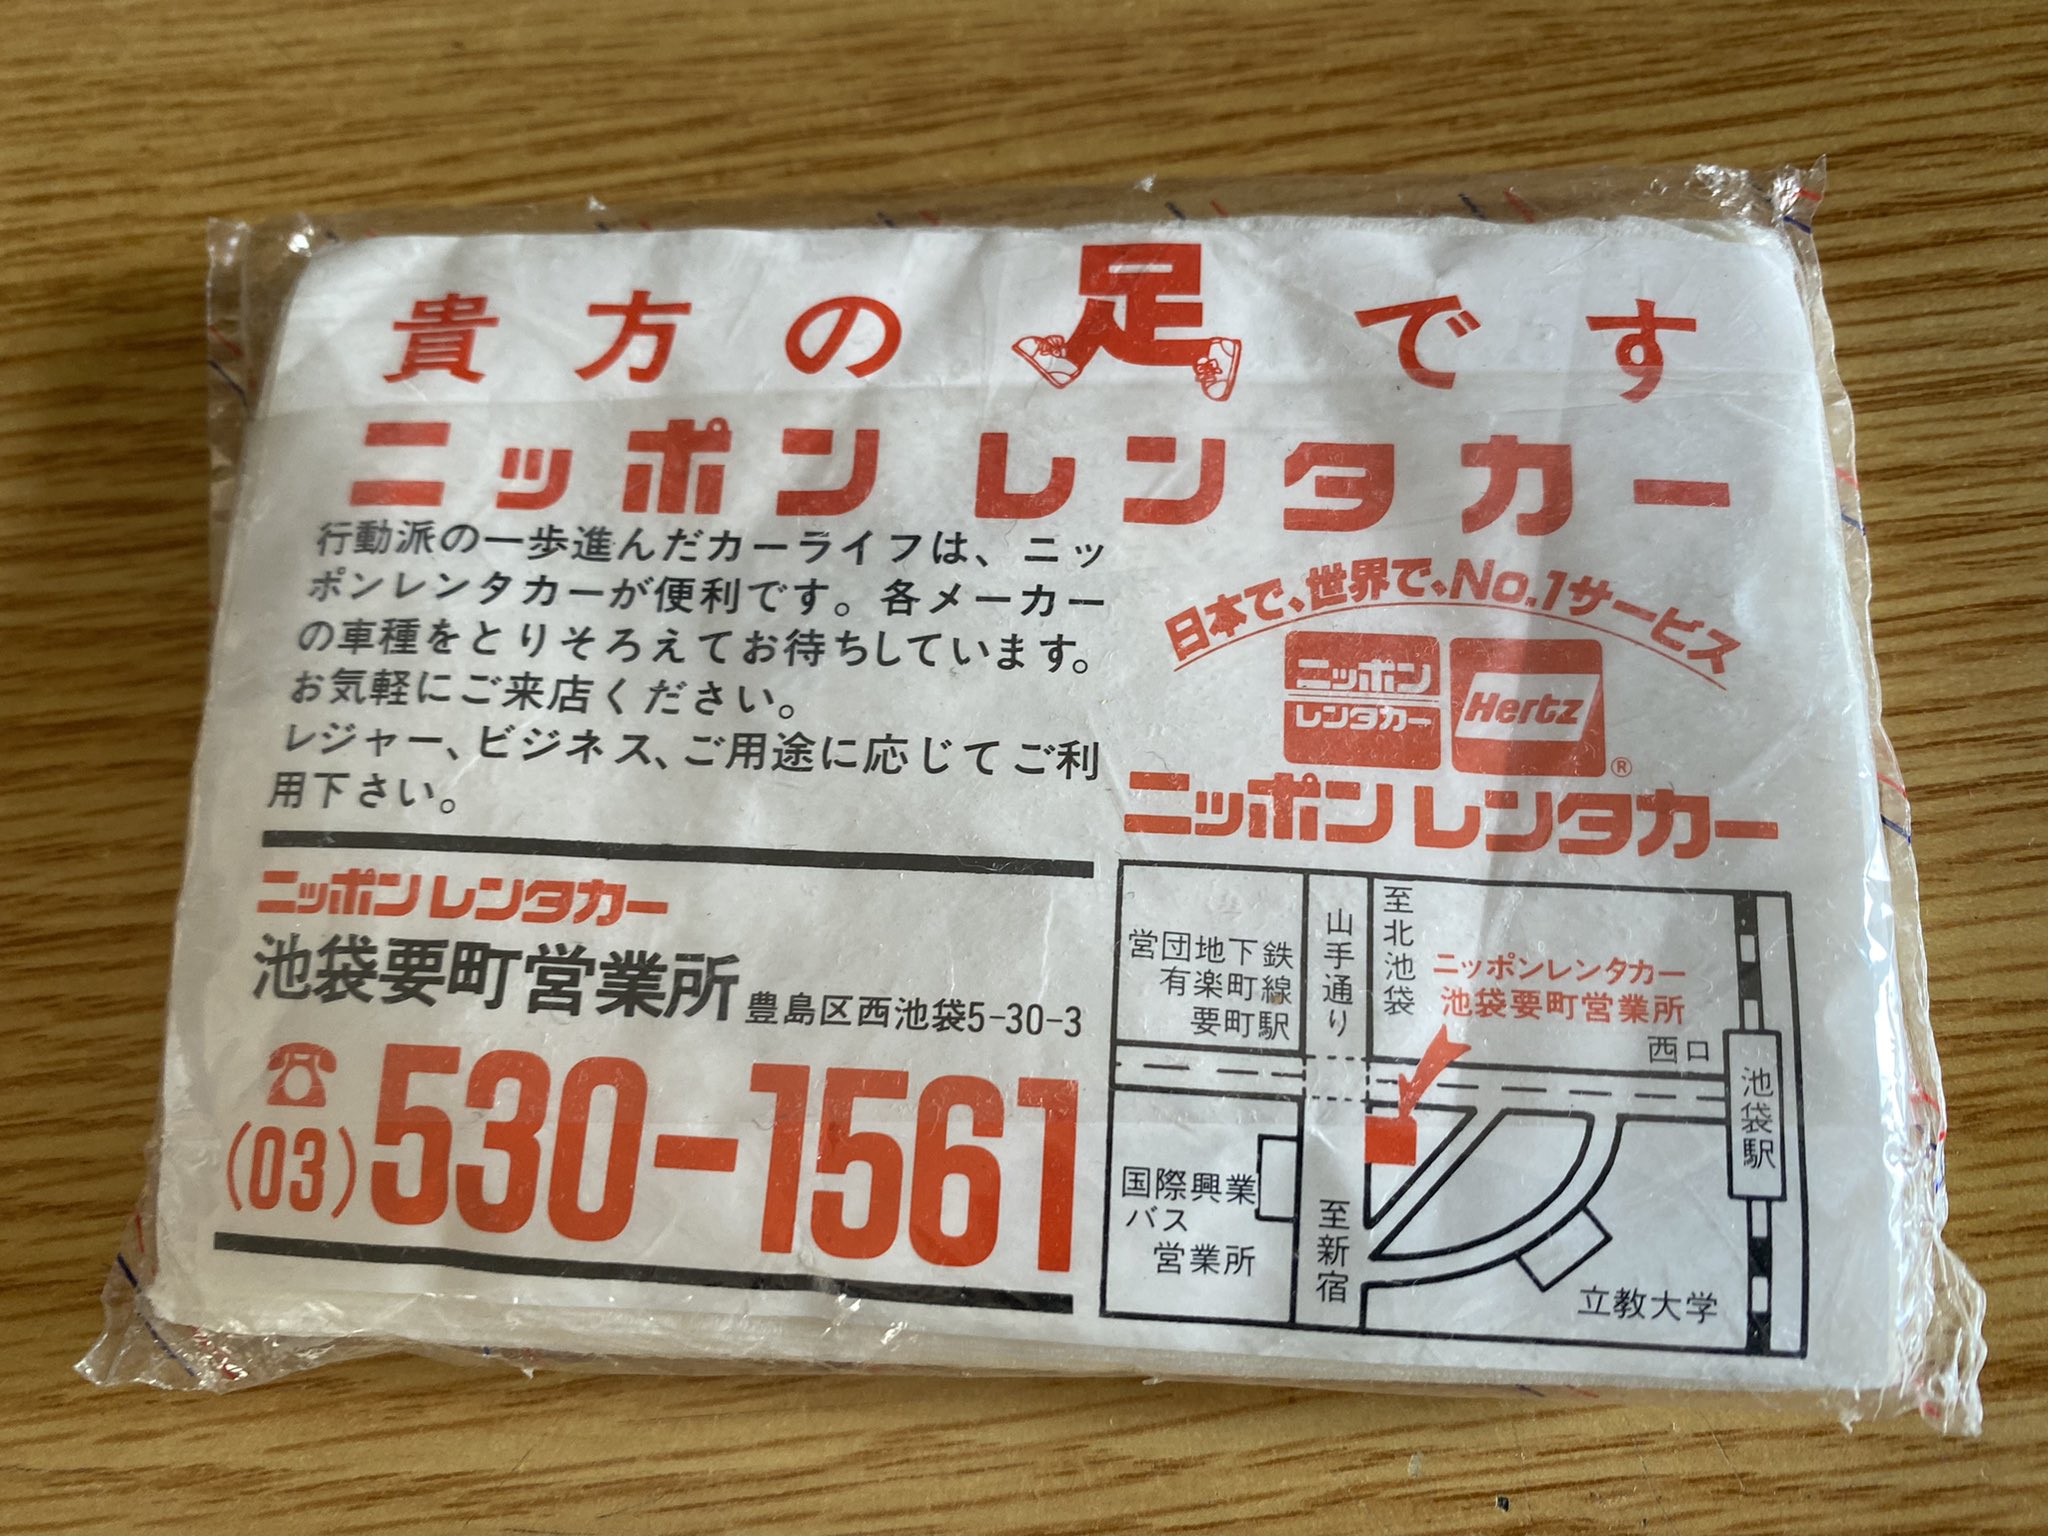 貴方の足です
ニッポンレンタカー
行動派の一歩進んだカーライフは、ニッ
ポンレンタカーが便利です。各メーカー
の車種をとりそろえてお待ちしています。
お気軽にご来店ください。
レジャー、ビジネス、ご用途に応じてご利
用下さい。
日本で、世界で、No.1サービス
ニッポン
レンタカー
Hertz
®
ニッポンレンタカー
ニッポンレンタカー
池袋要町営業所 豊島区西池袋5-30-3
(03)530-1561
営団地下鉄
有楽町線
要町駅
山手通り
至北池袋
ニッポンレンタカー
池袋要町営業所
西口
池袋駅
国際興業
バス
営業所
至新宿
立教大学